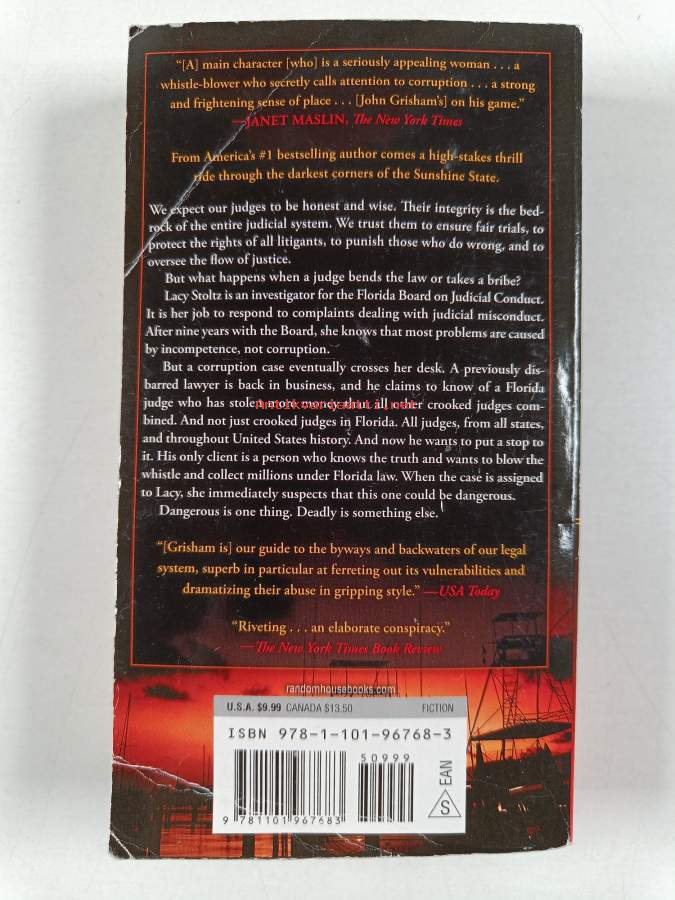 “[A] main character [who] is a seriously appealing woman . . . a
whistle-blower who secretly calls attention to corruption . . . a strong
and frightening sense of place . . . [John Grisham’s] on his game.”
—JANET MASLIN, The New York Times
From America’s #1 bestselling author comes a high-stakes thrill
ride through the darkest corners of the Sunshine State.
We expect our judges to be honest and wise. Their integrity is the bed-
rock of the entire judicial system. We trust them to ensure fair trials, to
protect the rights of all litigants, to punish those who do wrong, and to
oversee the flow of justice.
But what happens when a judge bends the law or takes a bribe?
Lacy Stoltz is an investigator for the Florida Board on Judicial Conduct.
It is her job to respond to complaints dealing with judicial misconduct.
After nine years with the Board, she knows that most problems are caused
by incompetence, not corruption.
But a corruption case eventually crosses her desk. A previously dis-
barred lawyer is back in business, and he claims to know of a Florida
judge who has stolen more money than all other crooked judges com-
bined. And not just crooked judges in Florida. All judges, from all states,
and throughout United States history. And now he wants to put a stop to
it. His only client is a person who knows the truth and wants to blow the
whistle and collect millions under Florida law. When the case is assigned
to Lacy, she immediately suspects that this one could be dangerous.
Dangerous is one thing. Deadly is something else.
“[Grisham is] our guide to the byways and backwaters of our legal
system, superb in particular at ferreting out its vulnerabilities and
dramatizing their abuse in gripping style.” —USA Today
“Riveting . . . an elaborate conspiracy.”
—The New York Times Book Review
randomhousebooks.com
U.S.A. $9.99 CANADA $13.50 FICTION
ISBN 978-1-101-96768-3
50999
9 781101 967683
S EAN